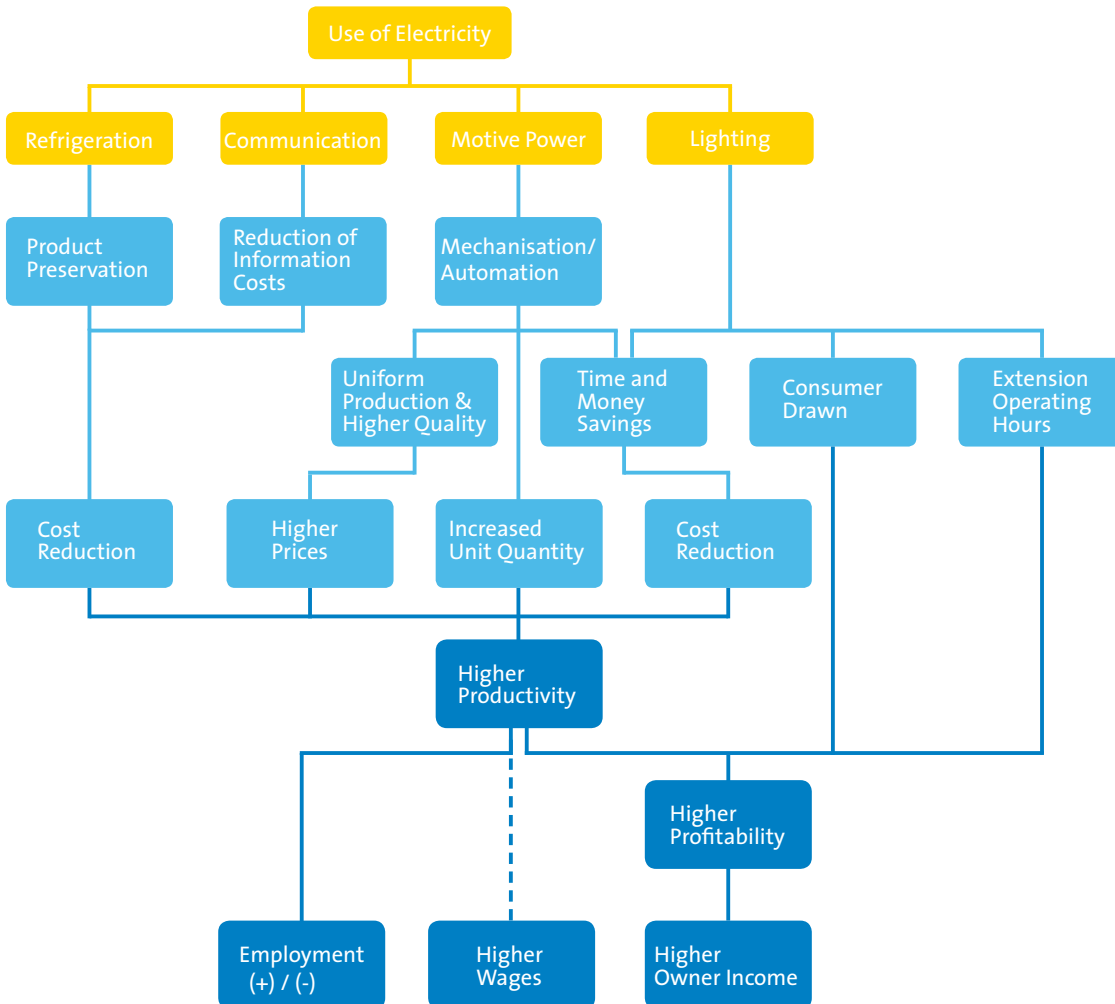 Use of Electricity
Refrigeration
Communication
Motive Power
Lighting
Product
Preservation
Reduction of
Information
Costs
Mechanisation/
Automation
Uniform
Production &
Higher Quality
Time and
Money
Savings
Consumer
Drawn
Extension
Operating
Hours
Cost
Reduction
Higher
Prices
Increased
Unit Quantity
Cost
Reduction
Higher
Productivity
Higher
Profitability
Employment
(+) / (-)
Higher
Wages
Higher
Owner Income